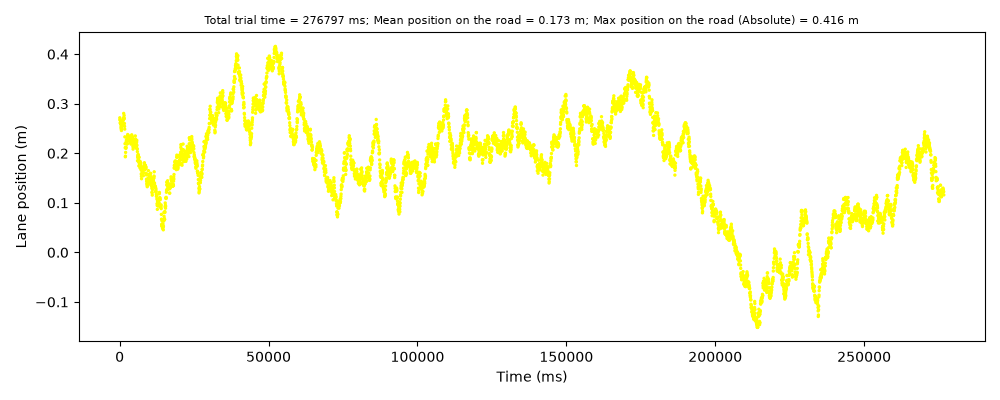 Total trial time = 276797 ms; Mean position on the road = 0.173 m; Max position on the road (Absolute) = 0.416 m
0.4
0.3
0.2
0.1
0.0
−0.1
Lane position (m)
0 50000 100000 150000 200000 250000
Time (ms)